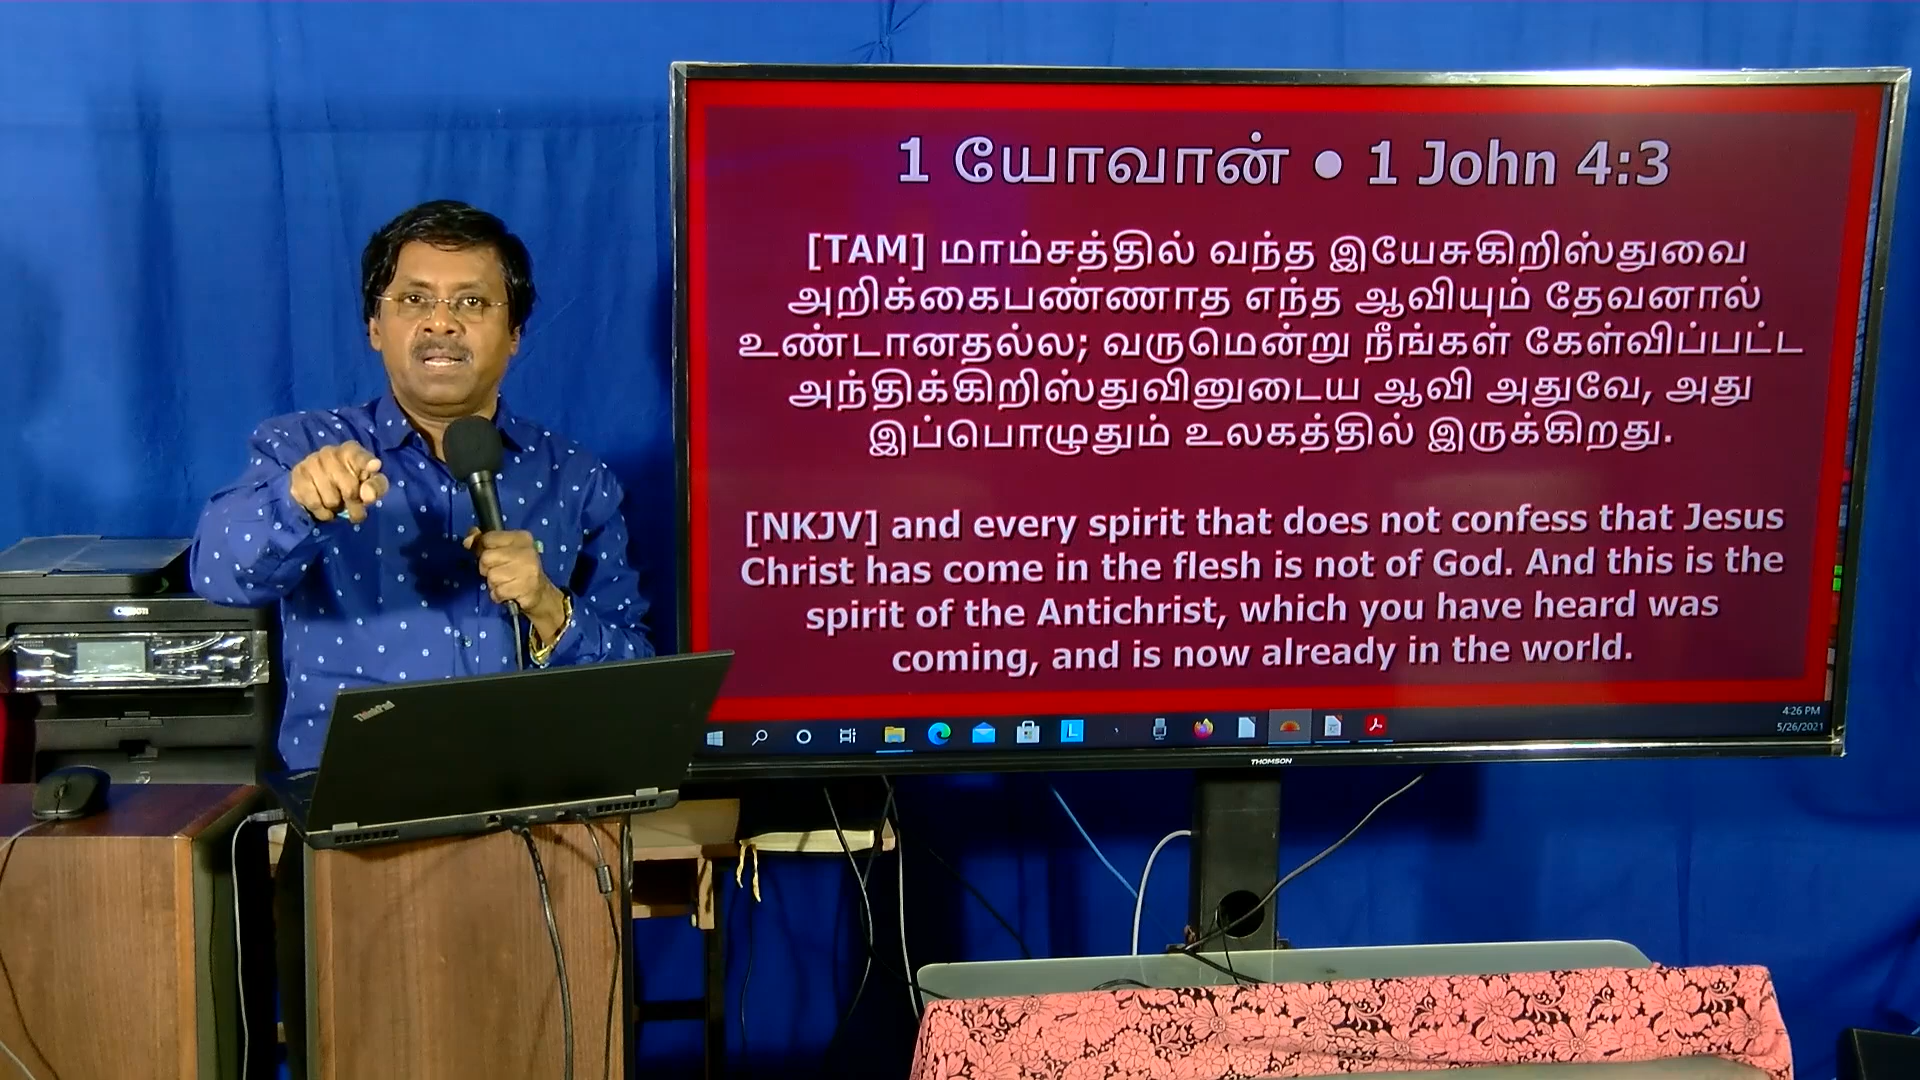 1 யோவான் • 1 John 4:3
[TAM] மாம்சத்தில் வந்த இயேசுகிறிஸ்துவை
அறிக்கைபண்ணாத எந்த ஆவியும் தேவனால்
உண்டானதல்ல; வருமென்று நீங்கள் கேள்விப்பட்ட
அந்திக்கிறிஸ்துவினுடைய ஆவி அதுவே, அது
இப்பொழுதும் உலகத்தில் இருக்கிறது.
[NKJV] and every spirit that does not confess that Jesus
Christ has come in the flesh is not of God. And this is the
spirit of the Antichrist, which you have heard was
coming, and is now already in the world.
4:26 PM
5/26/2021
L
THOMSON
Canon
ThinkPad